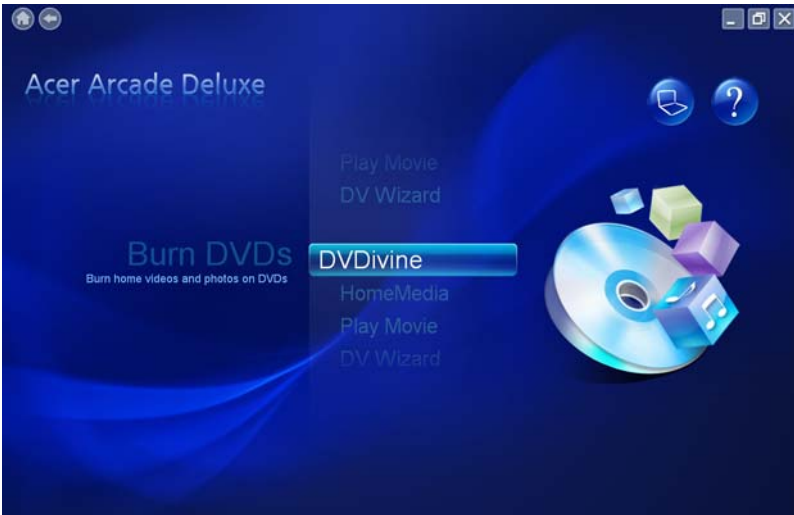 Acer Arcade Deluxe
?
Play Movie
DV Wizard
Burn DVDs
Burn home videos and photos on DVDs
DVDivine
HomeMedia
Play Movie
DV Wizard